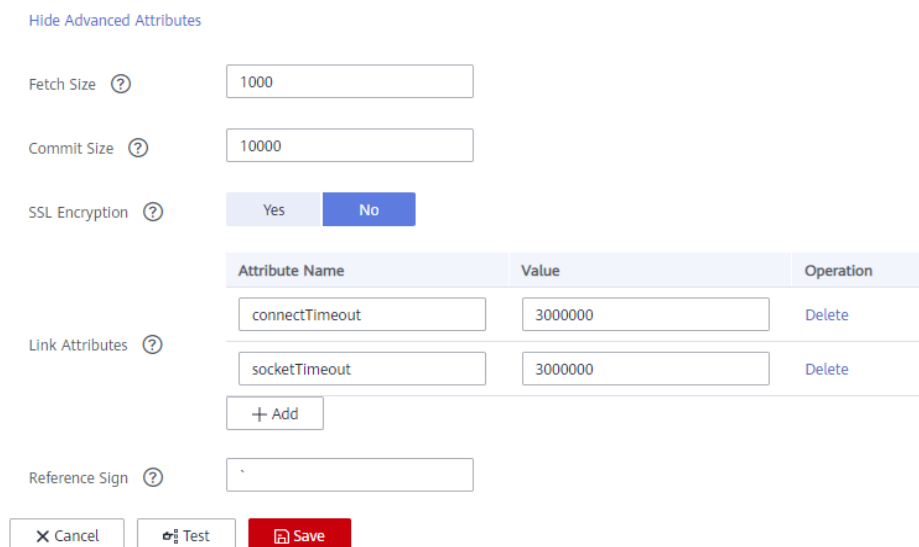 Hide Advanced Attributes
Fetch Size ? 1000
Commit Size ? 10000
SSL Encryption ? Yes No
Attribute Name Value Operation
connectTimeout 3000000 Delete
Link Attributes ?
socketTimeout 3000000 Delete
+ Add
Reference Sign ? `
X Cancel Test Save